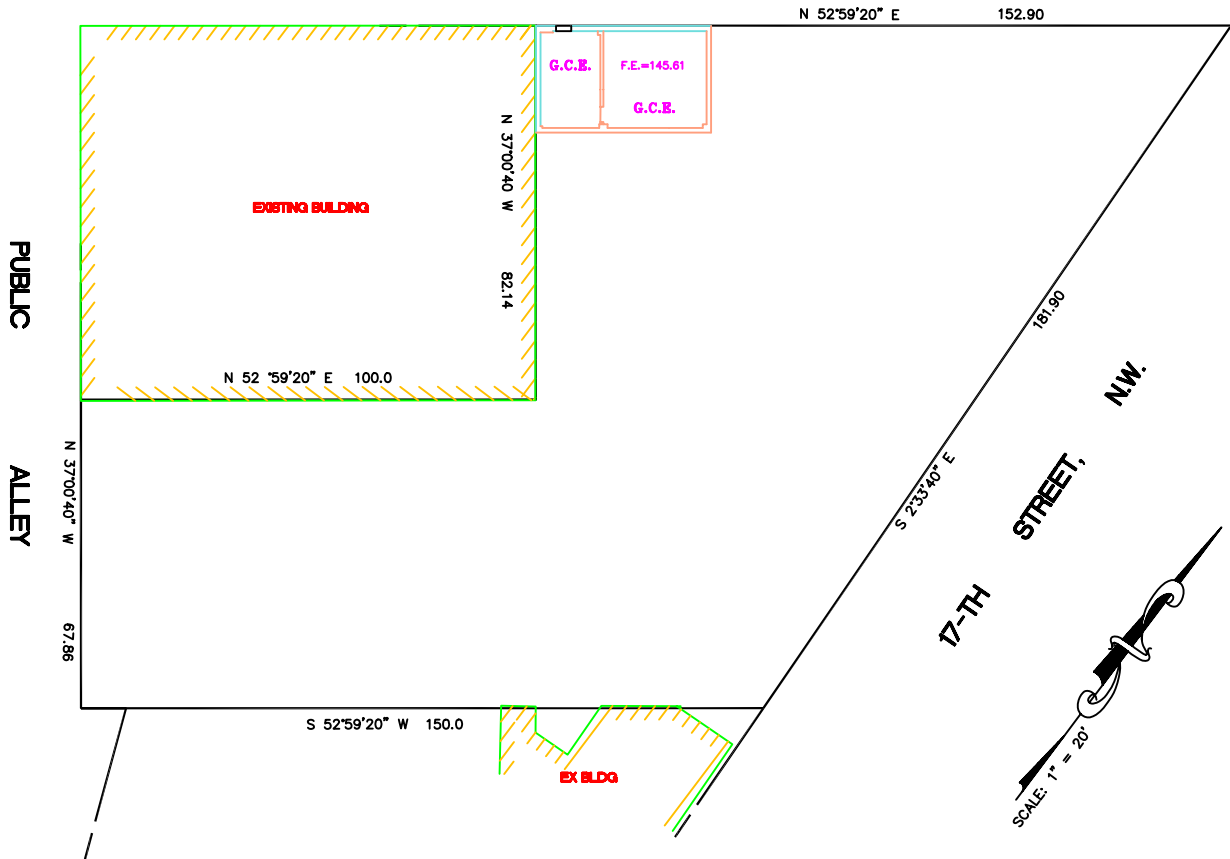 N 52°59'20" E 152.90
G.C.E.
F.E.=145.61
G.C.E.
N 37°00'40 W 82.14
EXISTING BUILDING
N 52 °59'20" E 100.0
PUBLIC ALLEY
N 37°00'40" W 67.86
S 52°59'20" W 150.0
EX BLDG
181.90
S 2°33'40" E
17-TH STREET, N.W.
SCALE: 1" = 20'